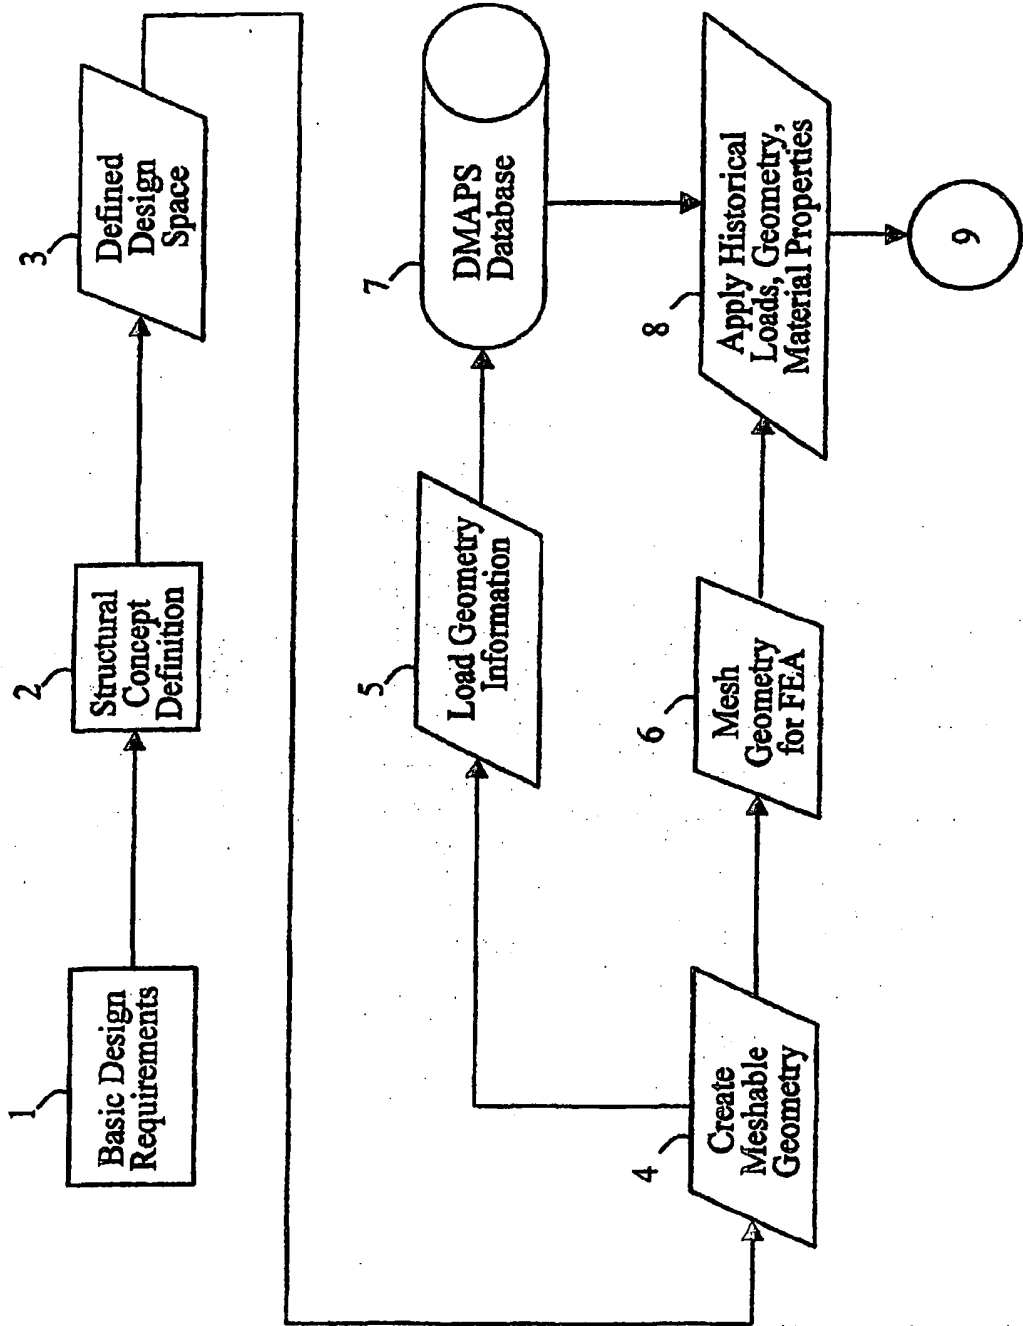 1
Basic Design
Requirements
2
Structural
Concept
Definition
3
Defined
Design
Space
4
Create
Meshable
Geometry
5
Load Geometry
Information
6
Mesh
Geometry
for FEA
7
DMAPS
Database
8
Apply Historical
Loads, Geometry,
Material Properties
9